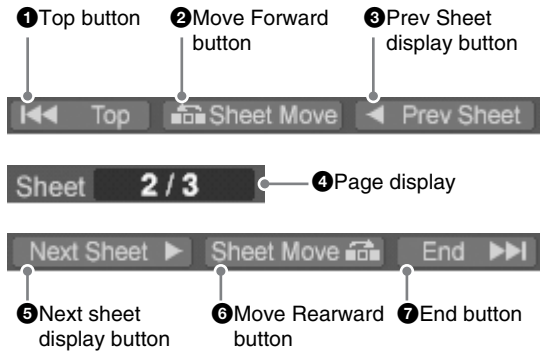 ❶Top button
❷Move Forward
button
❸Prev Sheet
display button
Top
Sheet Move
Prev Sheet
Sheet 2 / 3
❹Page display
Next Sheet
Sheet Move
End
❺Next sheet
display button
❻Move Rearward
button
❼End button